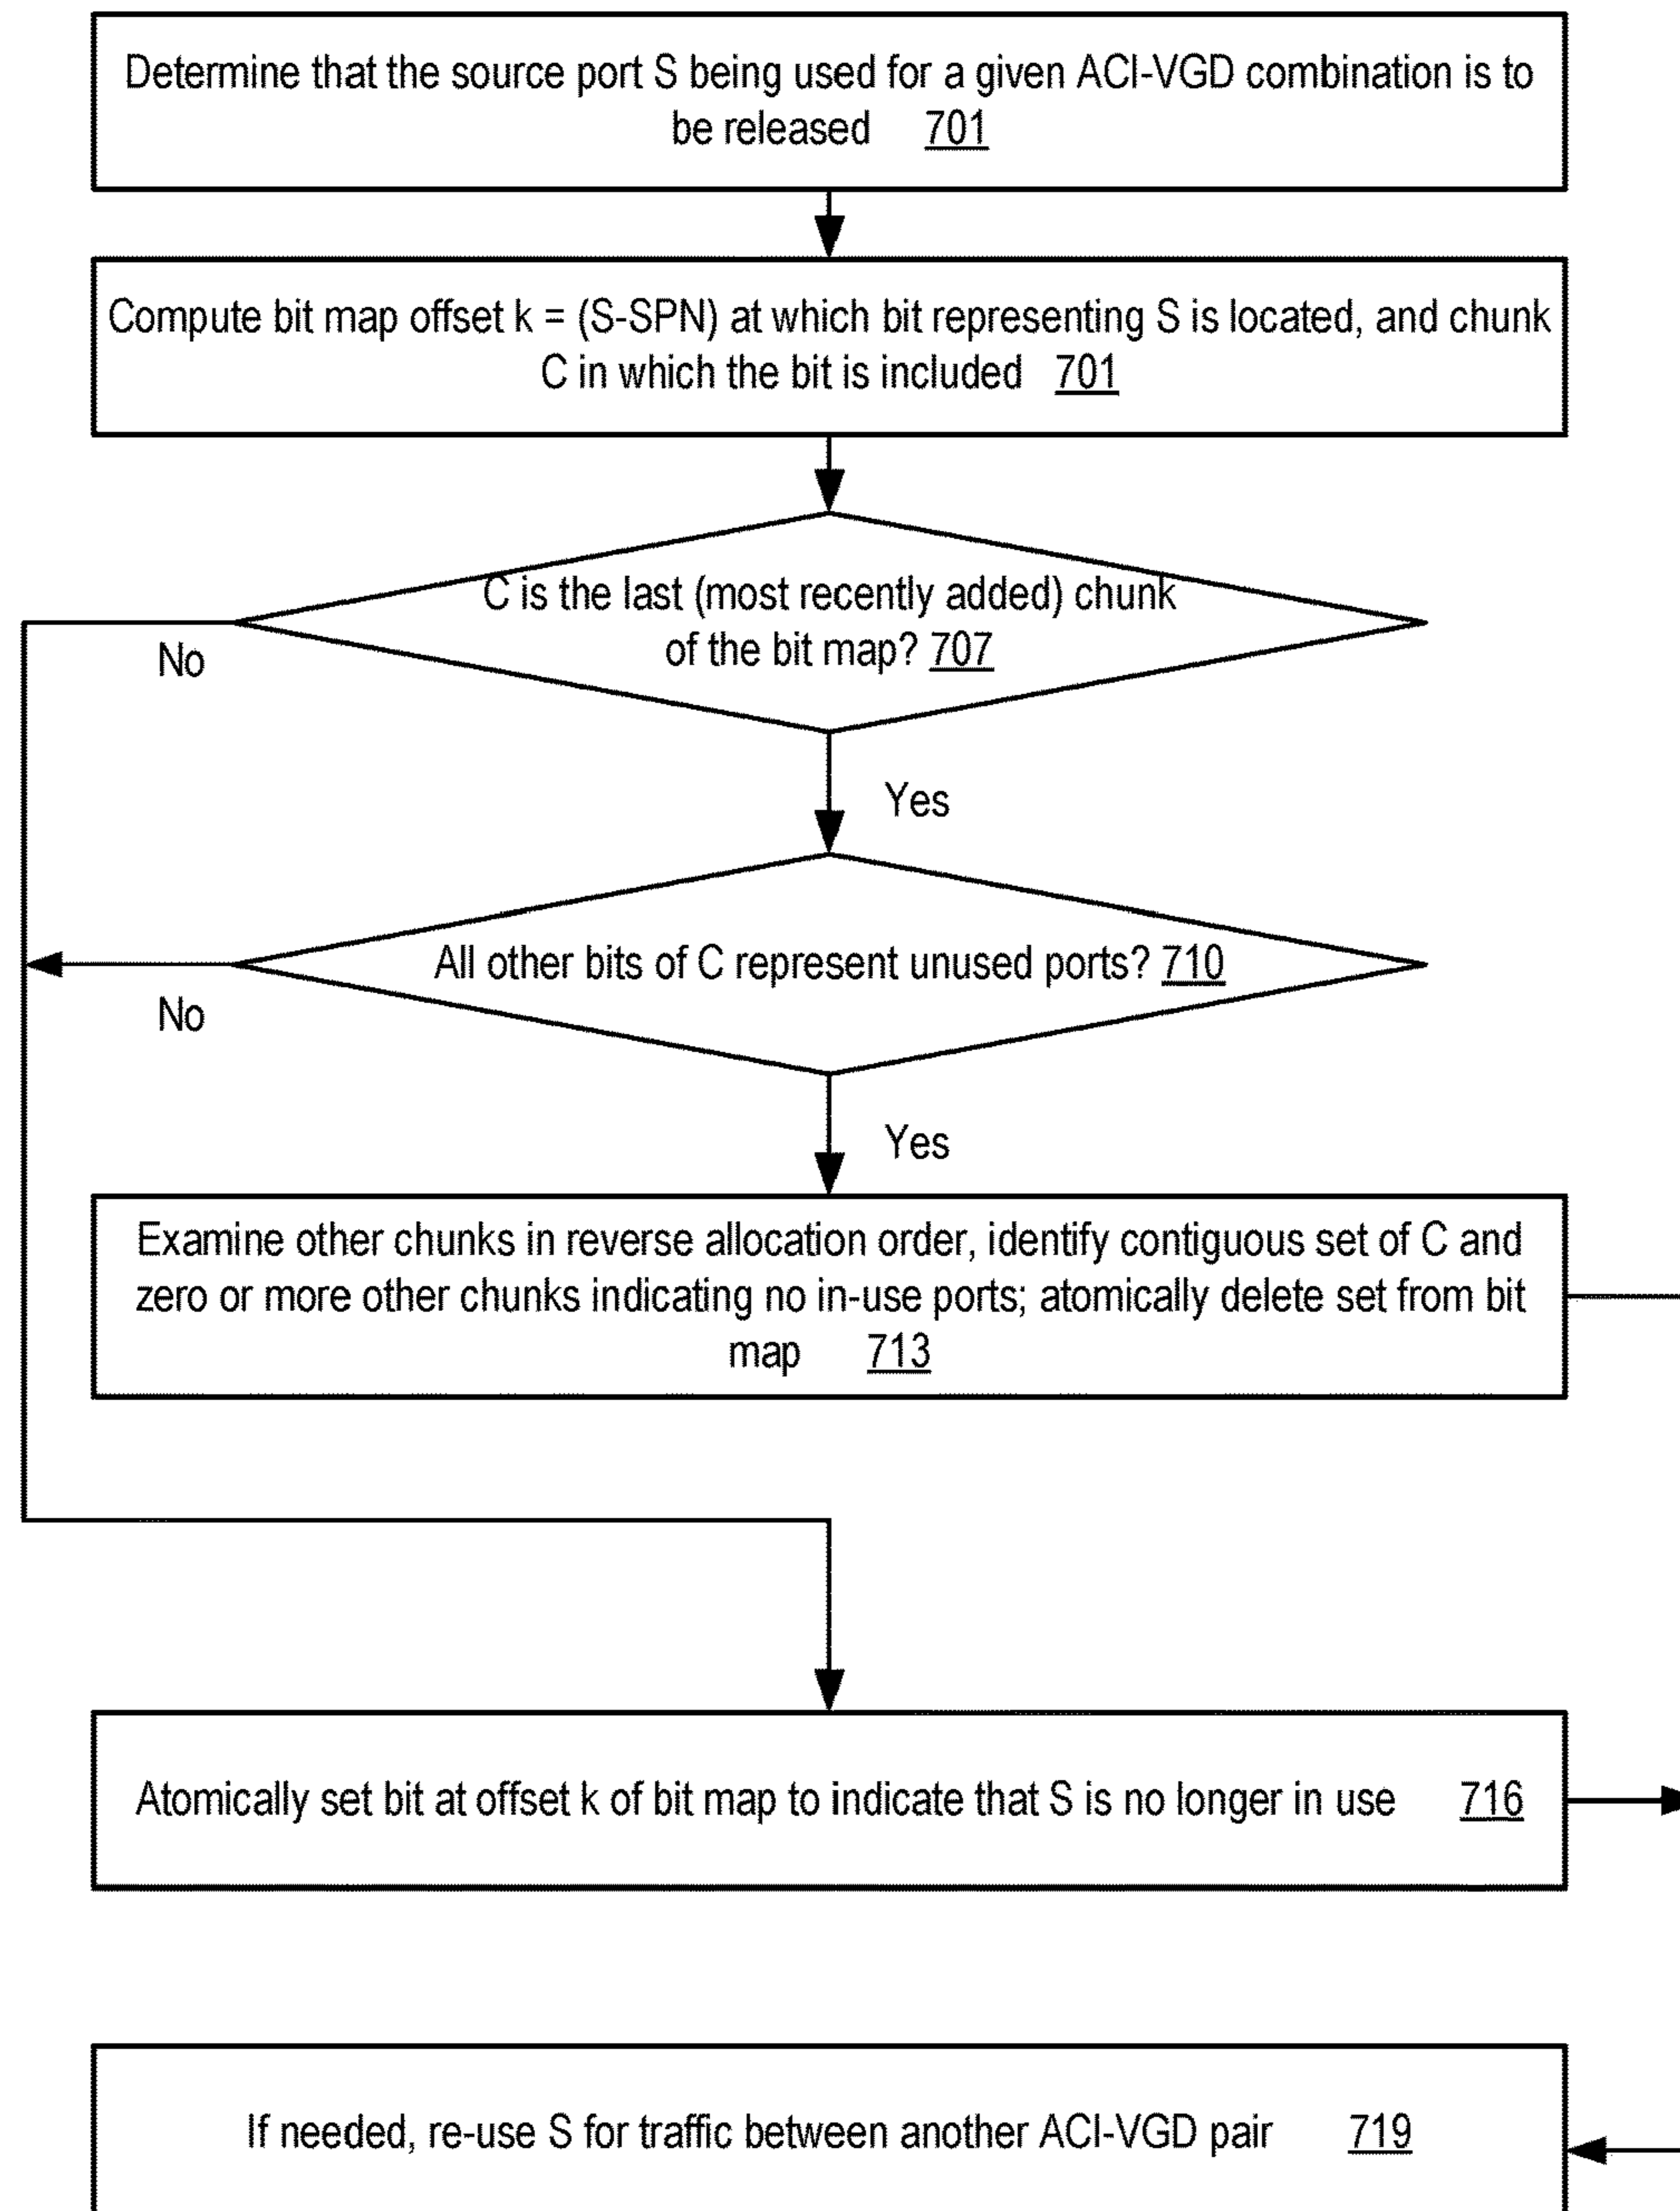 Determine that the source port S being used for a given ACI-VGD combination is to
be released 701
Compute bit map offset k = (S-SPN) at which bit representing S is located, and chunk
C in which the bit is included 701
C is the last (most recently added) chunk
of the bit map? 707
No
Yes
All other bits of C represent unused ports? 710
No
Yes
Examine other chunks in reverse allocation order, identify contiguous set of C and
zero or more other chunks indicating no in-use ports; atomically delete set from bit
map 713
Atomically set bit at offset k of bit map to indicate that S is no longer in use 716
If needed, re-use S for traffic between another ACI-VGD pair 719